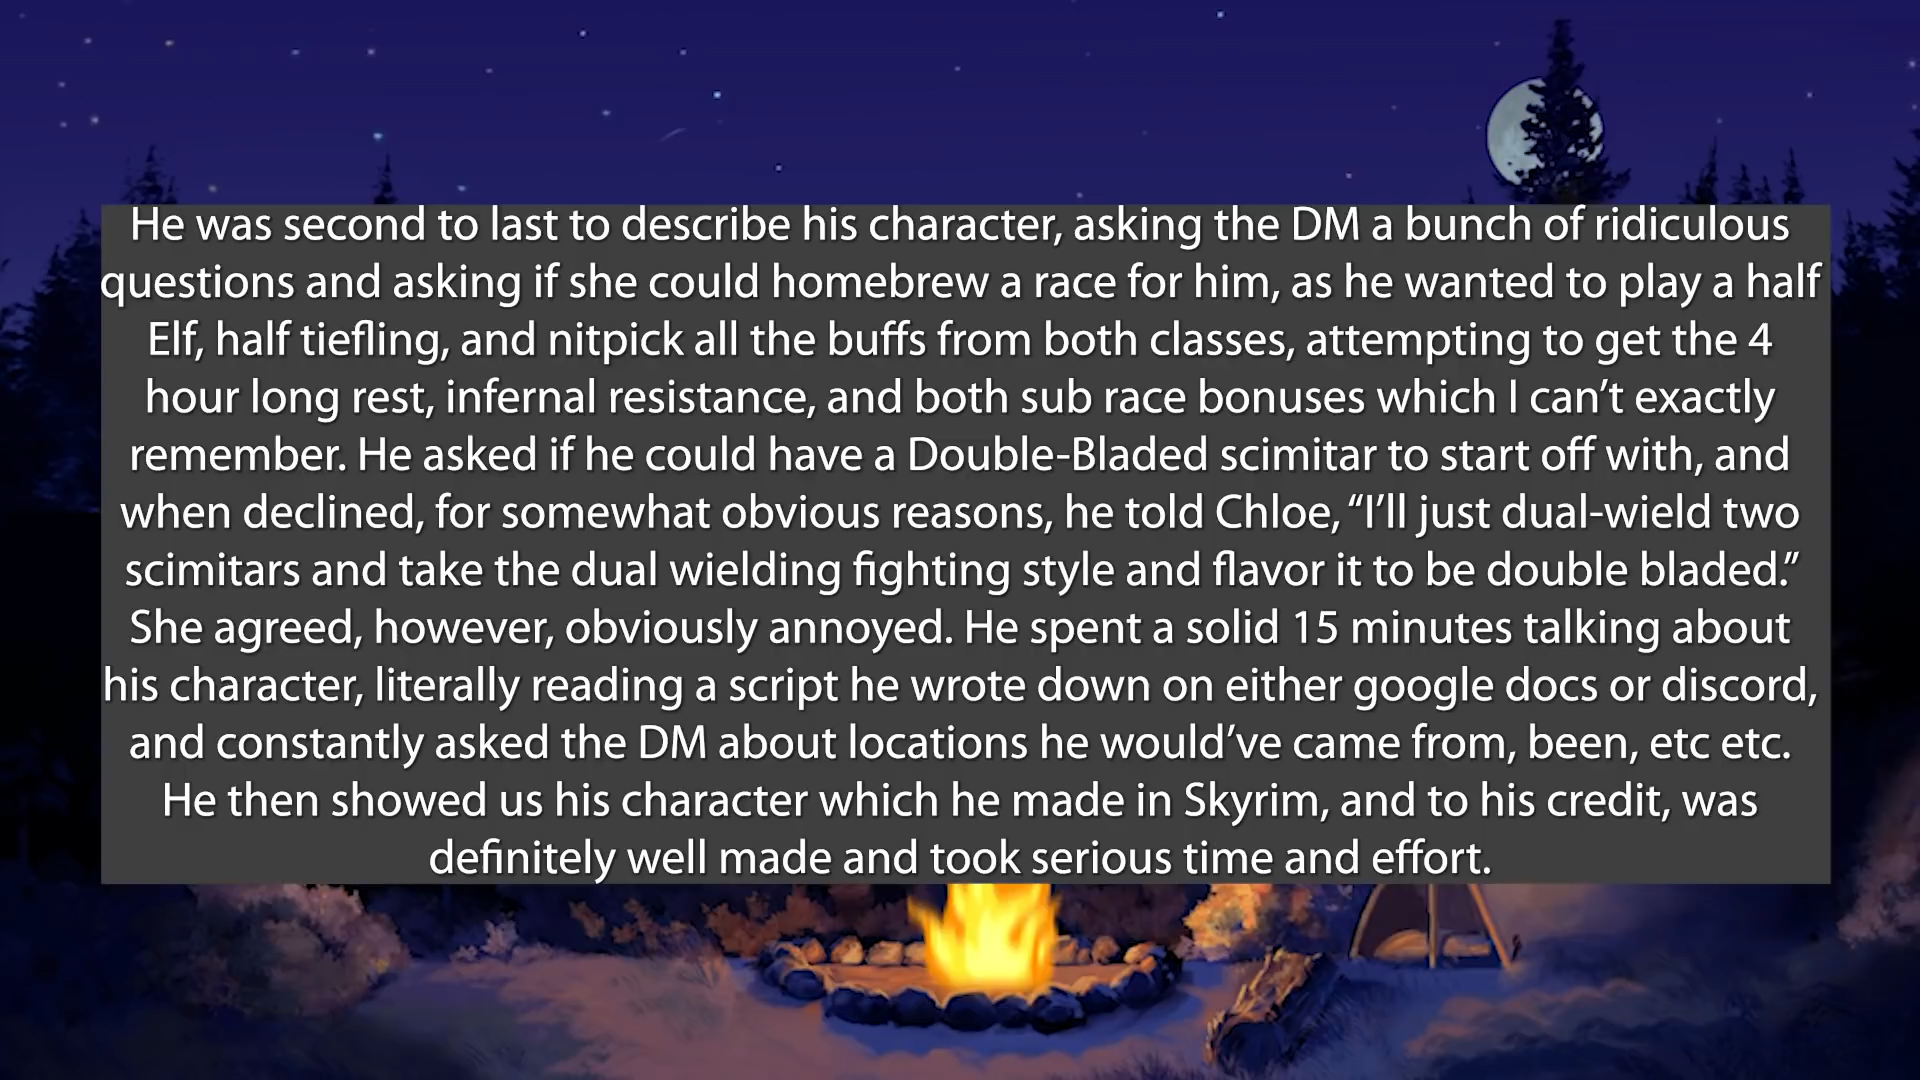 He was second to last to describe his character, asking the DM a bunch of ridiculous
questions and asking if she could homebrew a race for him, as he wanted to play a half
Elf, half tiefling, and nitpick all the buffs from both classes, attempting to get the 4
hour long rest, infernal resistance, and both sub race bonuses which I can’t exactly
remember. He asked if he could have a Double-Bladed scimitar to start off with, and
when declined, for somewhat obvious reasons, he told Chloe, “I’ll just dual-wield two
scimitars and take the dual wielding fighting style and flavor it to be double bladed.”
She agreed, however, obviously annoyed. He spent a solid 15 minutes talking about
his character, literally reading a script he wrote down on either google docs or discord,
and constantly asked the DM about locations he would’ve came from, been, etc etc.
He then showed us his character which he made in Skyrim, and to his credit, was
definitely well made and took serious time and effort.